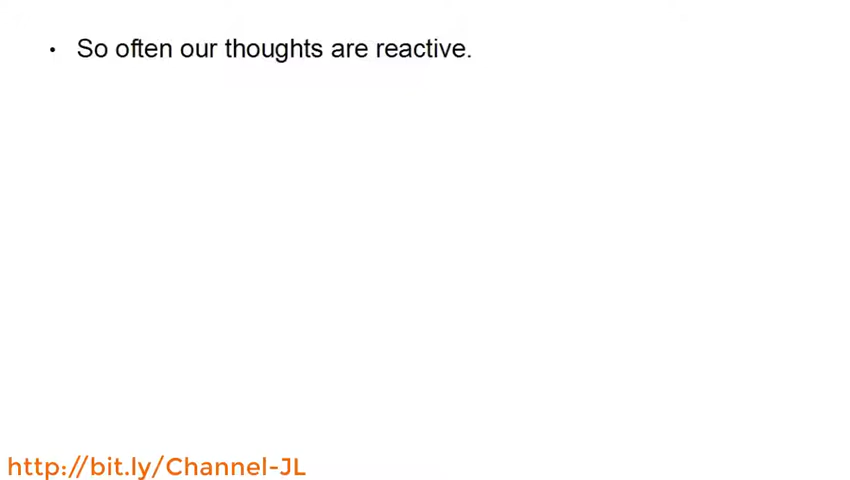 • So often our thoughts are reactive.
http://bit.ly/Channel-JL